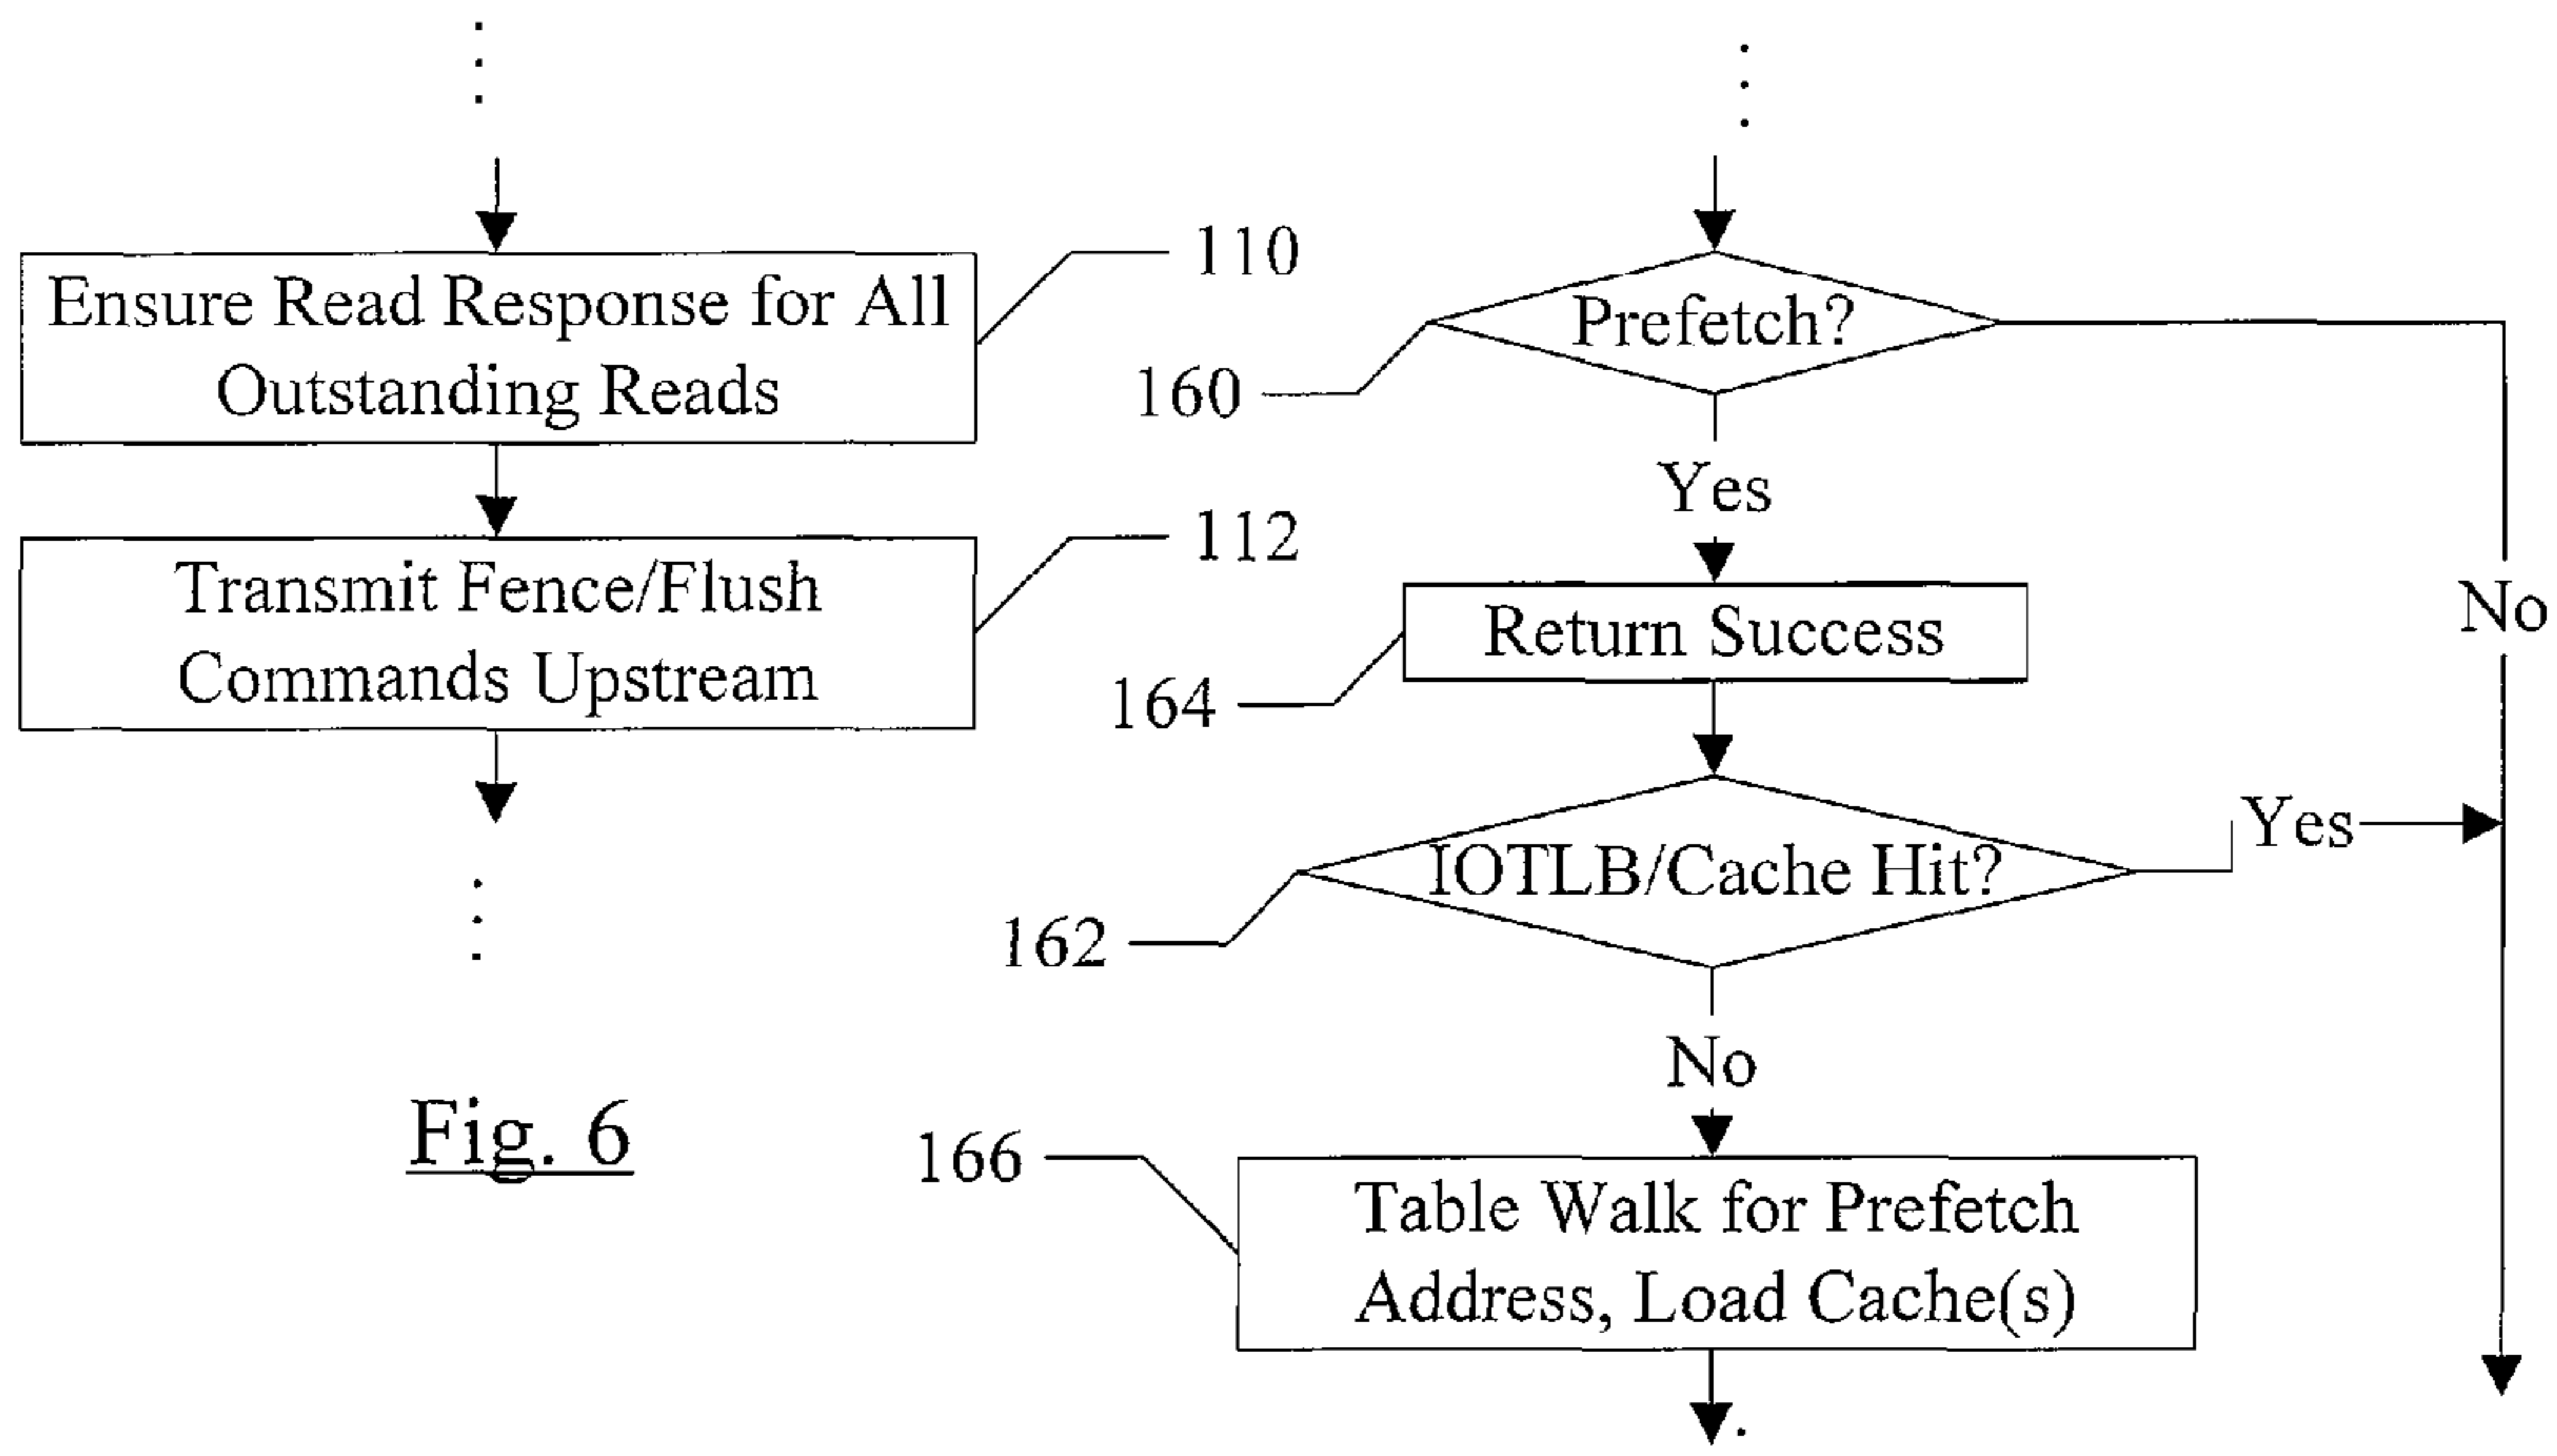 Ensure Read Response for All
Outstanding Reads
110
Transmit Fence/Flush
Commands Upstream
112
Fig. 6
Prefetch?
160
Yes
No
Return Success
164
IOTLB/Cache Hit?
Yes
162
No
166
Table Walk for Prefetch
Address, Load Cache(s)